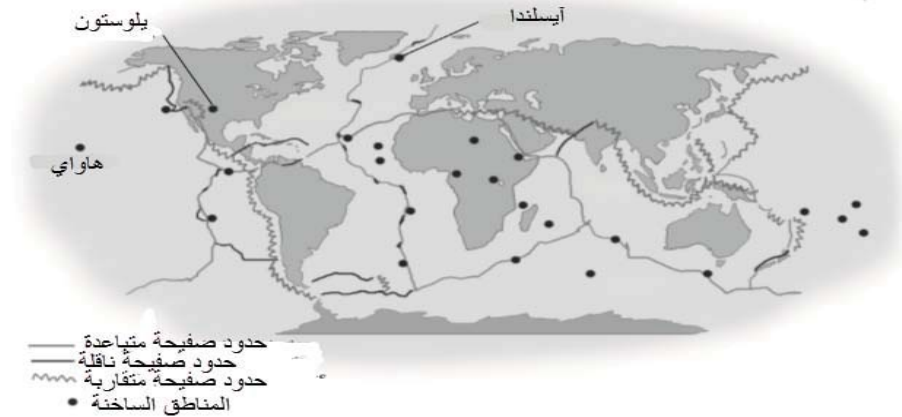 آيسلندا
يلوستون
هاواي
حدود صفيحة متباعدة
حدود صفيحة ناقلة
حدود صفيحة متقاربة
المناطق الساخنة